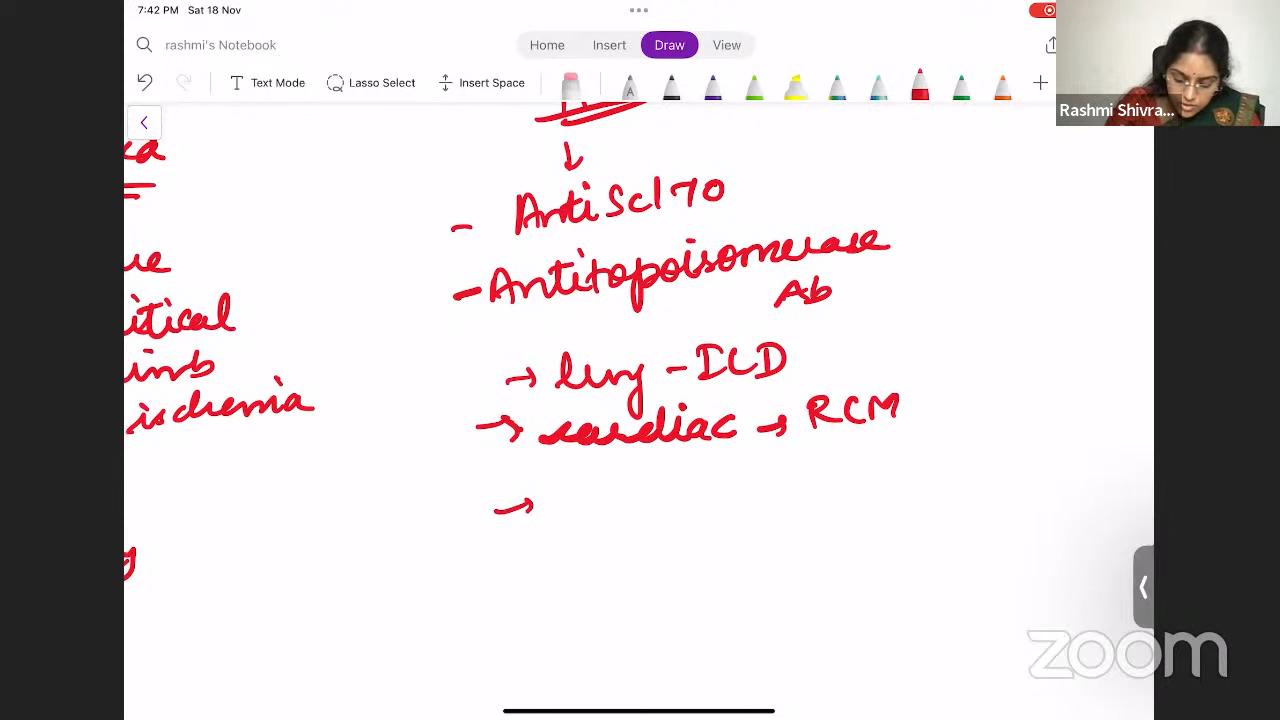 7:42 PM Sat 18 Nov
rashmi's Notebook
Home Insert Draw View
Text Mode Lasso Select Insert Space
A
Rashmi Shivra...
- Anti Scl 70
- Antitopoisomerase
Ab
→ lung - ILD
→ cardiac → RCM
→
itical
imb
ischemia
zoom